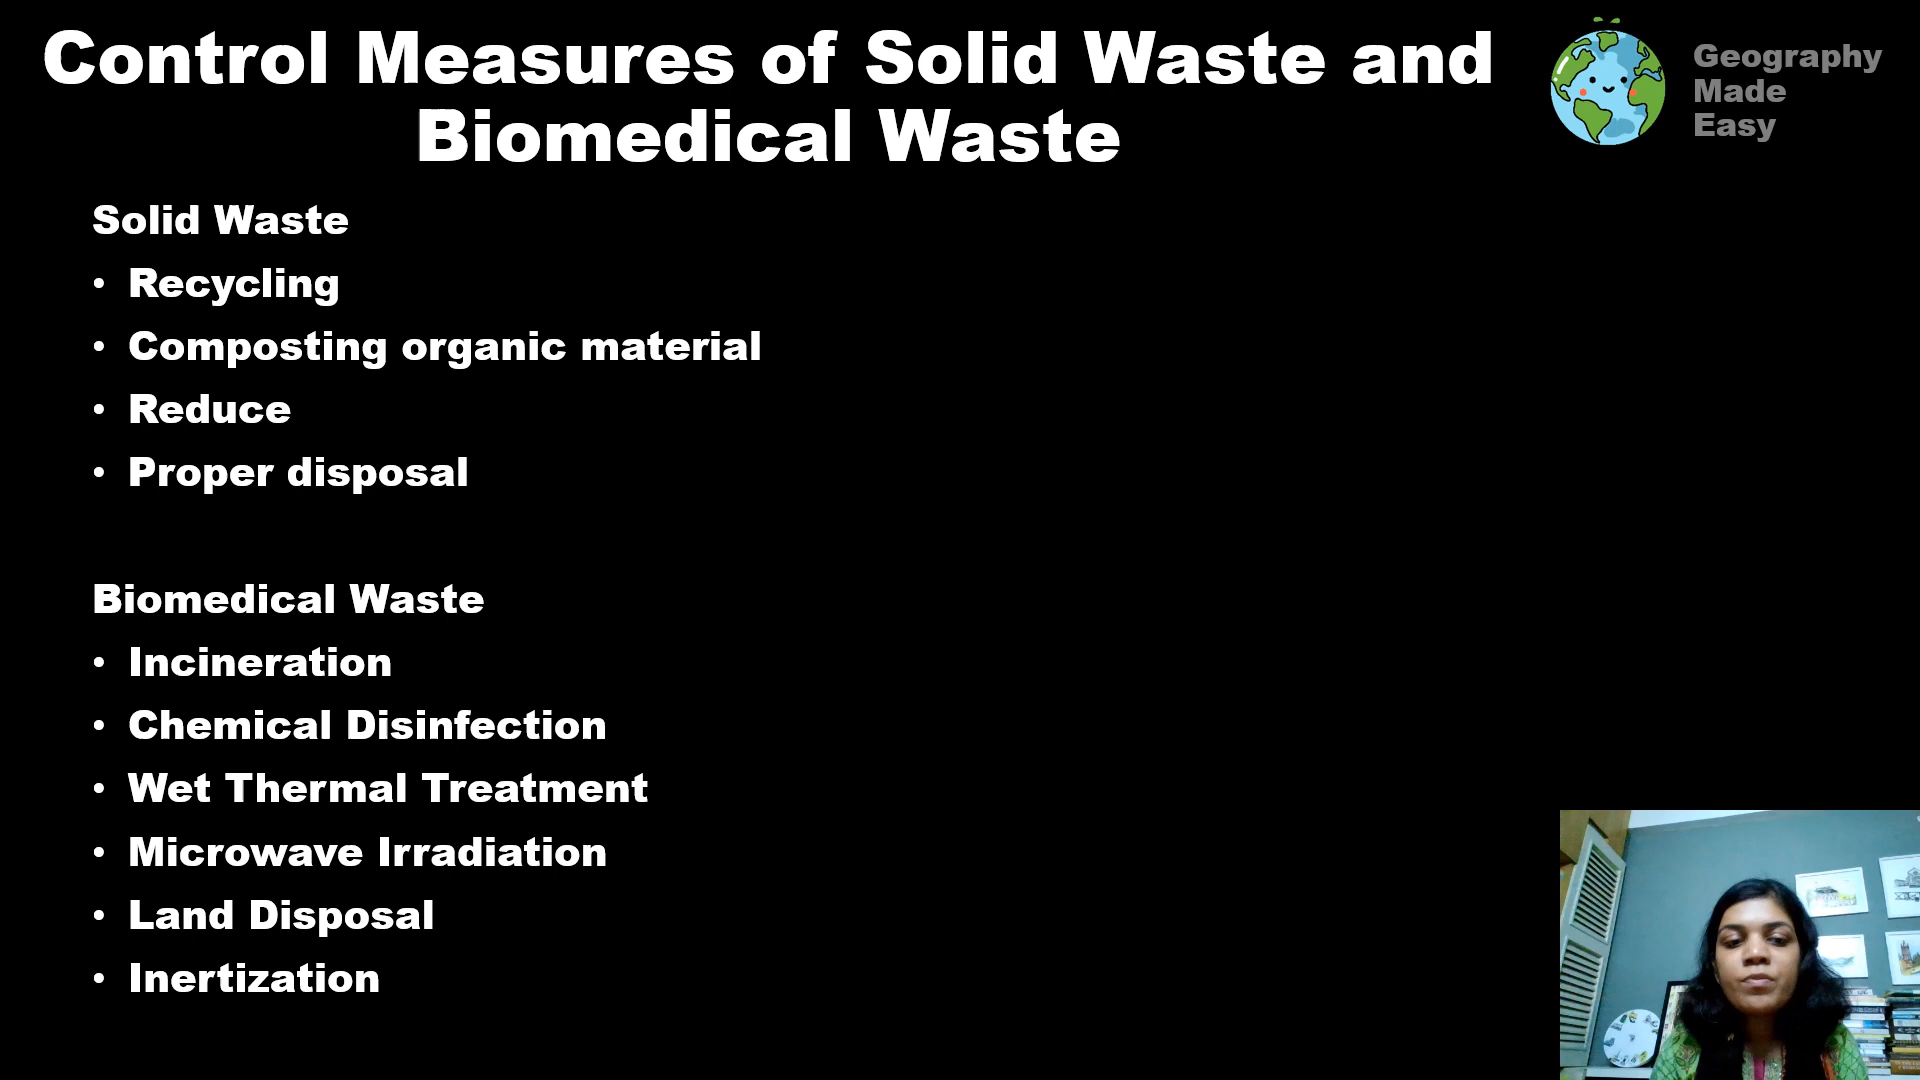 Control Measures of Solid Waste and
Biomedical Waste
Geography
Made
Easy
Solid Waste
• Recycling
• Composting organic material
• Reduce
• Proper disposal
Biomedical Waste
• Incineration
• Chemical Disinfection
• Wet Thermal Treatment
• Microwave Irradiation
• Land Disposal
• Inertization